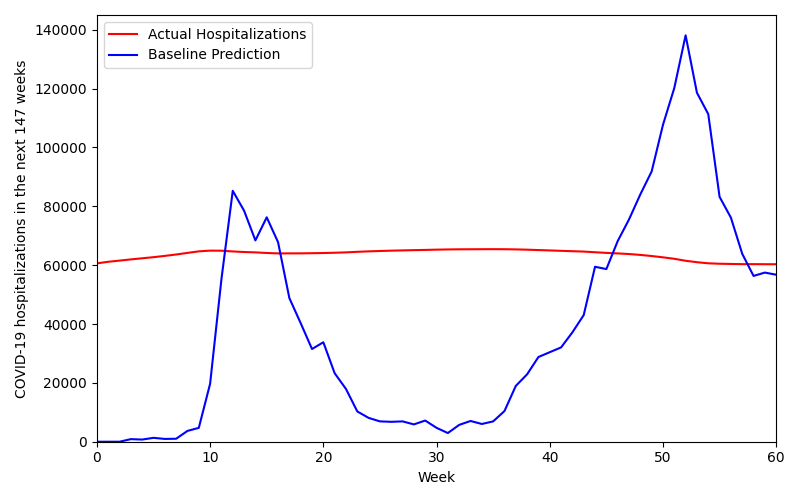 Actual Hospitalizations
Baseline Prediction
COVID-19 hospitalizations in the next 147 weeks
140000
120000
100000
80000
60000
40000
20000
0
0 10 20 30 40 50 60
Week